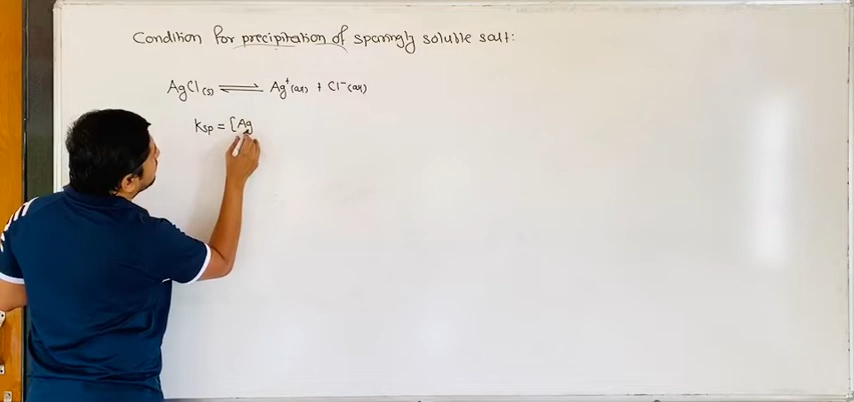 Condition for precipitation of sparingly soluble salt:
AgCl(s) ⇌ Ag⁺(aq) + Cl⁻(aq)
Ksp = [Ag